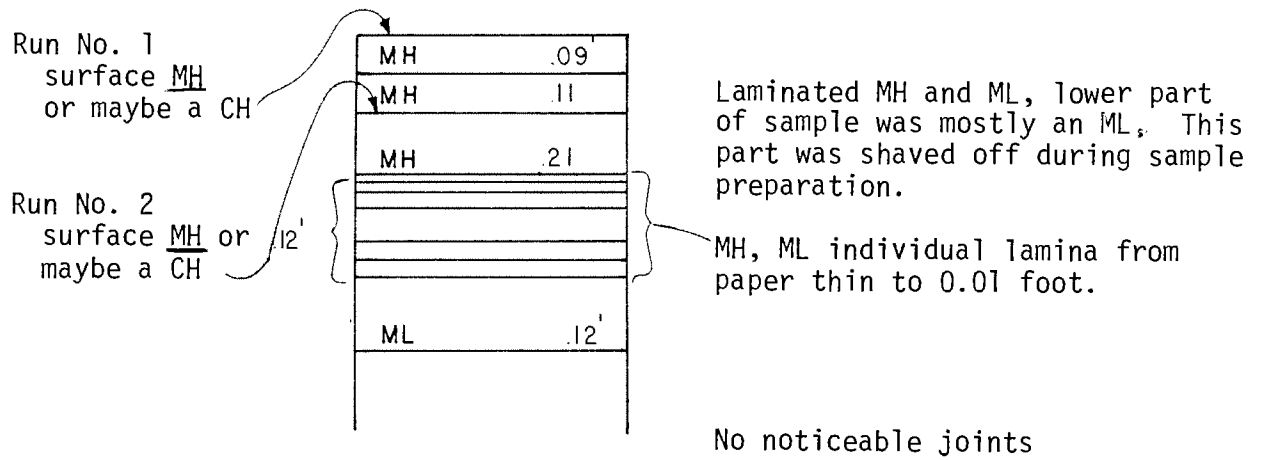 Run No. 1
surface MH
or maybe a CH
MH .09'
MH .11
MH .21
Run No. 2
surface MH or
maybe a CH
.12'
ML .12'
Laminated MH and ML, lower part
of sample was mostly an ML. This
part was shaved off during sample
preparation.
MH, ML individual lamina from
paper thin to 0.01 foot.
No noticeable joints